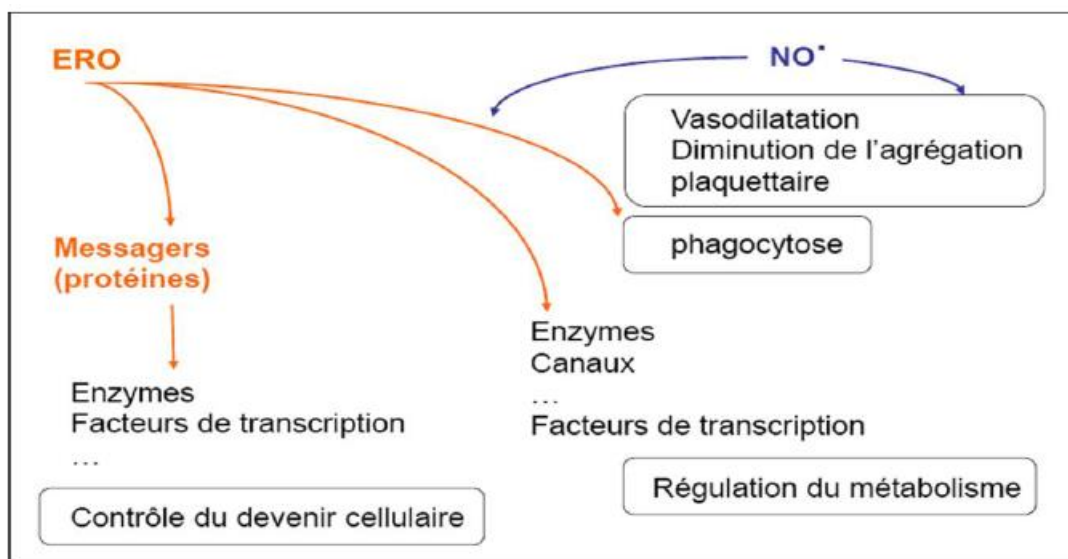 ERO
NO•
Vasodilatation
Diminution de l'agrégation
plaquettaire
phagocytose
Messagers
(protéines)
Enzymes
Canaux
…
Facteurs de transcription
Enzymes
Facteurs de transcription
…
Régulation du métabolisme
Contrôle du devenir cellulaire